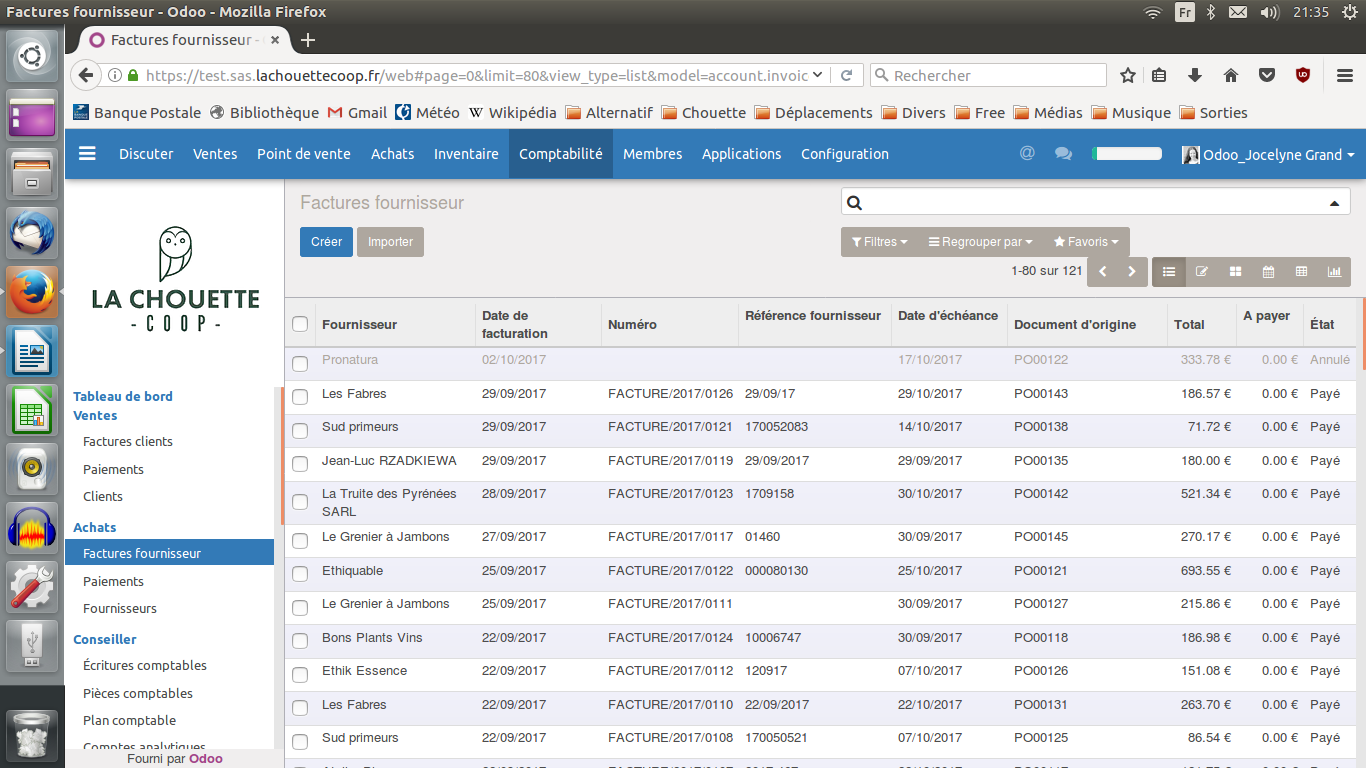 Factures fournisseur - Odoo - Mozilla Firefox
Fr
21:35
Factures fournisseur -
https://test.sas.lachouettecoop.fr/web#page=0&limit=80&view_type=list&model=account.invoic
Rechercher
Banque Postale Bibliothèque Gmail Météo Wikipédia Alternatif Chouette Déplacements Divers Free Médias Musique Sorties
Discuter Ventes Point de vente Achats Inventaire Comptabilité Membres Applications Configuration @ Odoo_Jocelyne Grand
LA CHOUETTE
- COOP -
Tableau de bord
Ventes
Factures clients
Paiements
Clients
Achats
Factures fournisseur
Paiements
Fournisseurs
Conseiller
Écritures comptables
Pièces comptables
Plan comptable
Comptes analytiques
Fourni par Odoo
Factures fournisseur
Créer Importer
Filtres Regrouper par Favoris
1-80 sur 121
Fournisseur Date de facturation Numéro Référence fournisseur Date d'échéance Document d'origine Total A payer État
Pronatura 02/10/2017 17/10/2017 PO00122 333.78 € 0.00 € Annulé
Les Fabres 29/09/2017 FACTURE/2017/0126 29/09/17 29/10/2017 PO00143 186.57 € 0.00 € Payé
Sud primeurs 29/09/2017 FACTURE/2017/0121 170052083 14/10/2017 PO00138 71.72 € 0.00 € Payé
Jean-Luc RZADKIEWA 29/09/2017 FACTURE/2017/0119 29/09/2017 29/09/2017 PO00135 180.00 € 0.00 € Payé
La Truite des Pyrénées SARL 28/09/2017 FACTURE/2017/0123 1709158 30/10/2017 PO00142 521.34 € 0.00 € Payé
Le Grenier à Jambons 27/09/2017 FACTURE/2017/0117 01460 30/09/2017 PO00145 270.17 € 0.00 € Payé
Ethiquable 25/09/2017 FACTURE/2017/0122 000080130 25/10/2017 PO00121 693.55 € 0.00 € Payé
Le Grenier à Jambons 25/09/2017 FACTURE/2017/0111 30/09/2017 PO00127 215.86 € 0.00 € Payé
Bons Plants Vins 22/09/2017 FACTURE/2017/0124 10006747 30/09/2017 PO00118 186.98 € 0.00 € Payé
Ethik Essence 22/09/2017 FACTURE/2017/0112 120917 07/10/2017 PO00126 151.08 € 0.00 € Payé
Les Fabres 22/09/2017 FACTURE/2017/0110 22/09/2017 22/10/2017 PO00131 263.70 € 0.00 € Payé
Sud primeurs 22/09/2017 FACTURE/2017/0108 170050521 07/10/2017 PO00125 86.54 € 0.00 € Payé